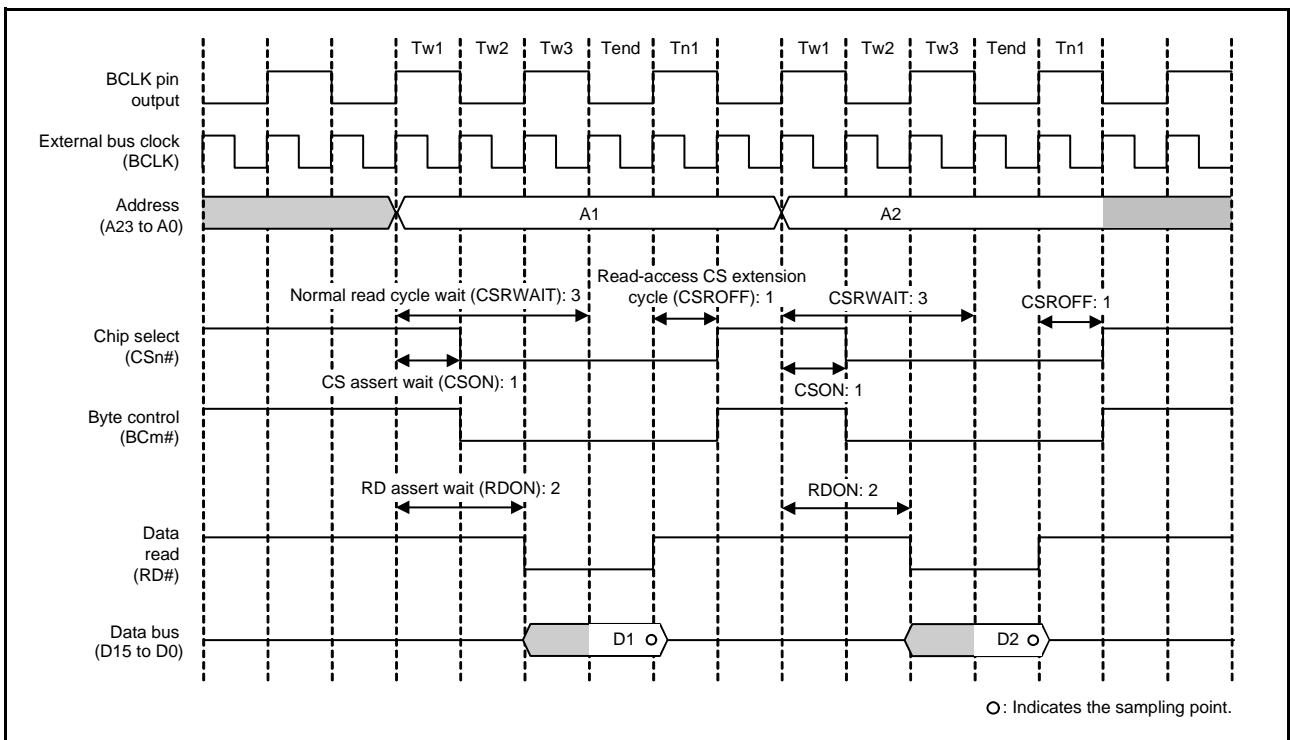 Tw1 Tw2 Tw3 Tend Tn1 Tw1 Tw2 Tw3 Tend Tn1
BCLK pin
output
External bus clock
(BCLK)
Address
(A23 to A0)
A1 A2
Normal read cycle wait (CSRWAIT): 3
Read-access CS extension
cycle (CSROFF): 1
CSRWAIT: 3
CSROFF: 1
Chip select
(CSn#)
CS assert wait (CSON): 1
CSON: 1
Byte control
(BCm#)
RD assert wait (RDON): 2
RDON: 2
Data
read
(RD#)
Data bus
(D15 to D0)
D1 D2
: Indicates the sampling point.